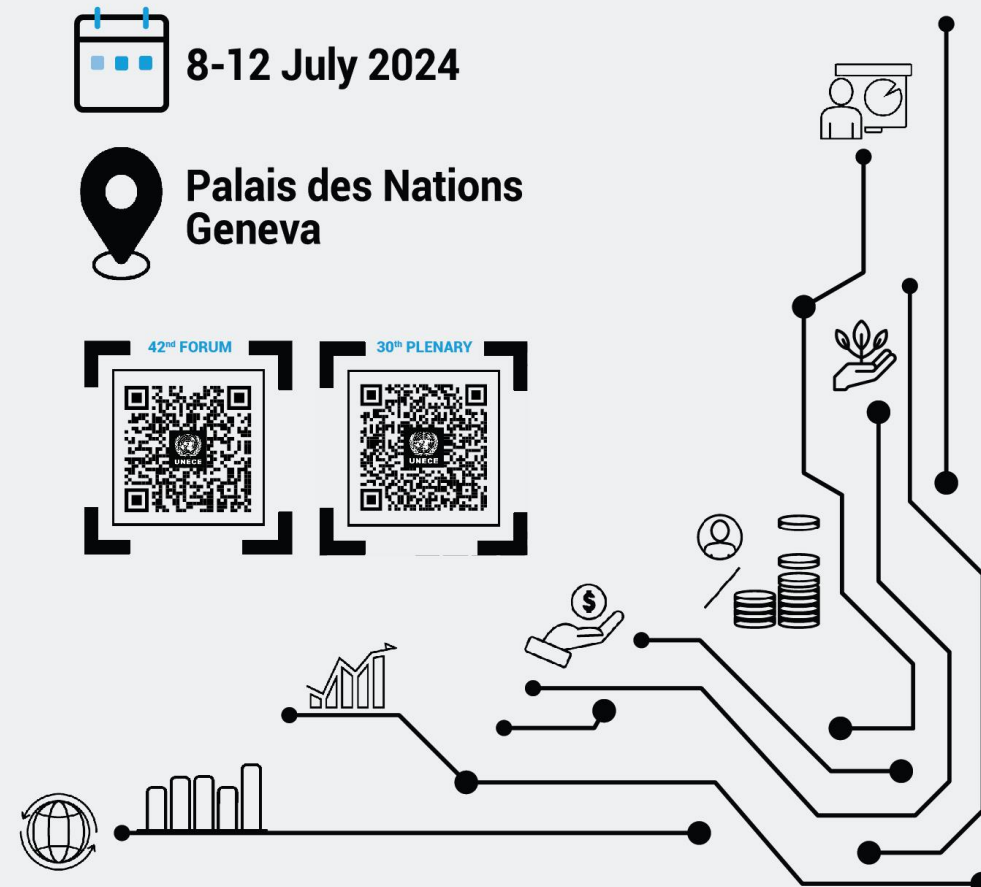 8-12 July 2024
Palais des Nations
Geneva
42nd FORUM
30th PLENARY
UNECE
UNECE
$